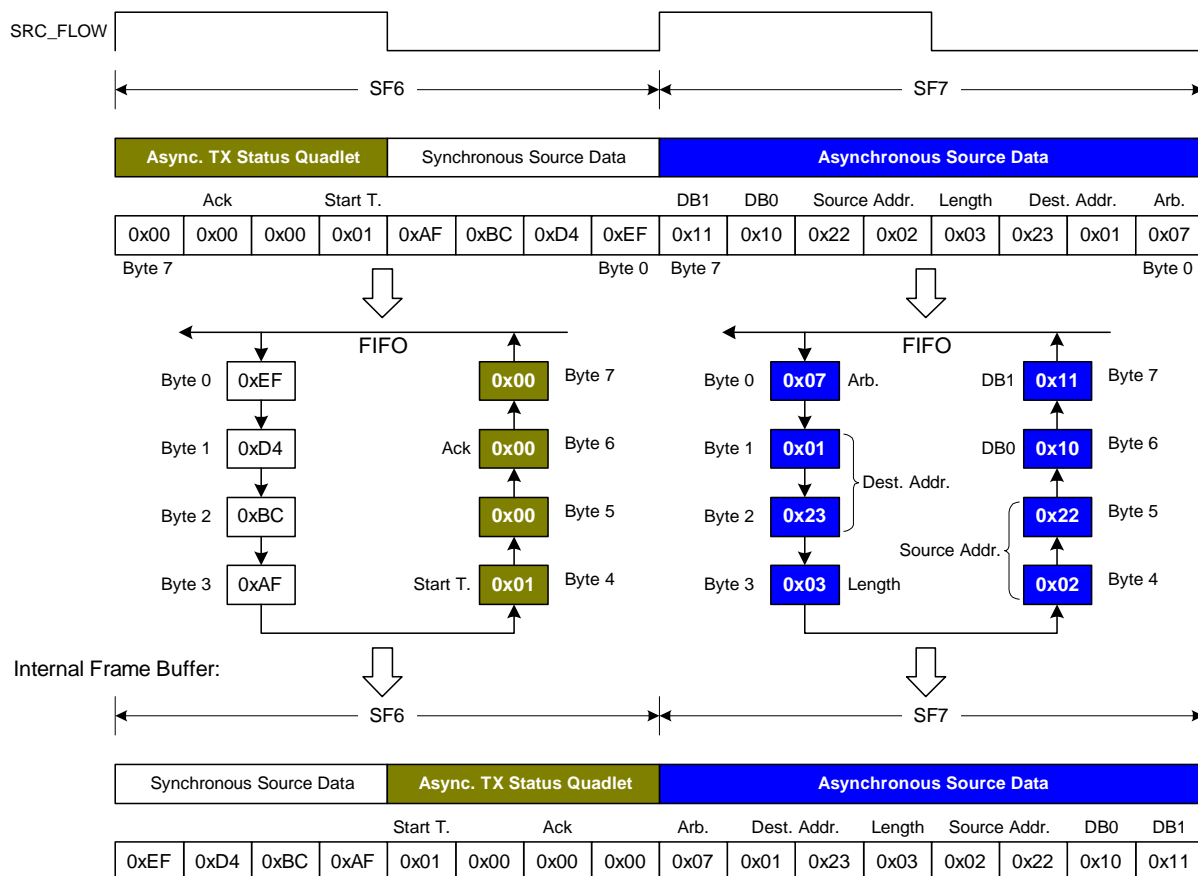 SRC_FLOW
SF6 SF7
Async. TX Status Quadlet Synchronous Source Data Asynchronous Source Data
Ack Start T. DB1 DB0 Source Addr. Length Dest. Addr. Arb.
0x00 0x00 0x00 0x01 0xAF 0xBC 0xD4 0xEF 0x11 0x10 0x22 0x02 0x03 0x23 0x01 0x07
Byte 7 Byte 0 Byte 7 Byte 0
FIFO FIFO
Byte 0 0xEF 0x00 Byte 7 Byte 0 0x07 Arb. DB1 0x11 Byte 7
Byte 1 0xD4 Ack 0x00 Byte 6 Byte 1 0x01 DB0 0x10 Byte 6
Dest. Addr.
Byte 2 0xBC 0x00 Byte 5 Byte 2 0x23 0x22 Byte 5
Source Addr.
Byte 3 0xAF Start T. 0x01 Byte 4 Byte 3 0x03 Length 0x02 Byte 4
Internal Frame Buffer:
SF6 SF7
Synchronous Source Data Async. TX Status Quadlet Asynchronous Source Data
Start T. Ack Arb. Dest. Addr. Length Source Addr. DB0 DB1
0xEF 0xD4 0xBC 0xAF 0x01 0x00 0x00 0x00 0x07 0x01 0x23 0x03 0x02 0x22 0x10 0x11